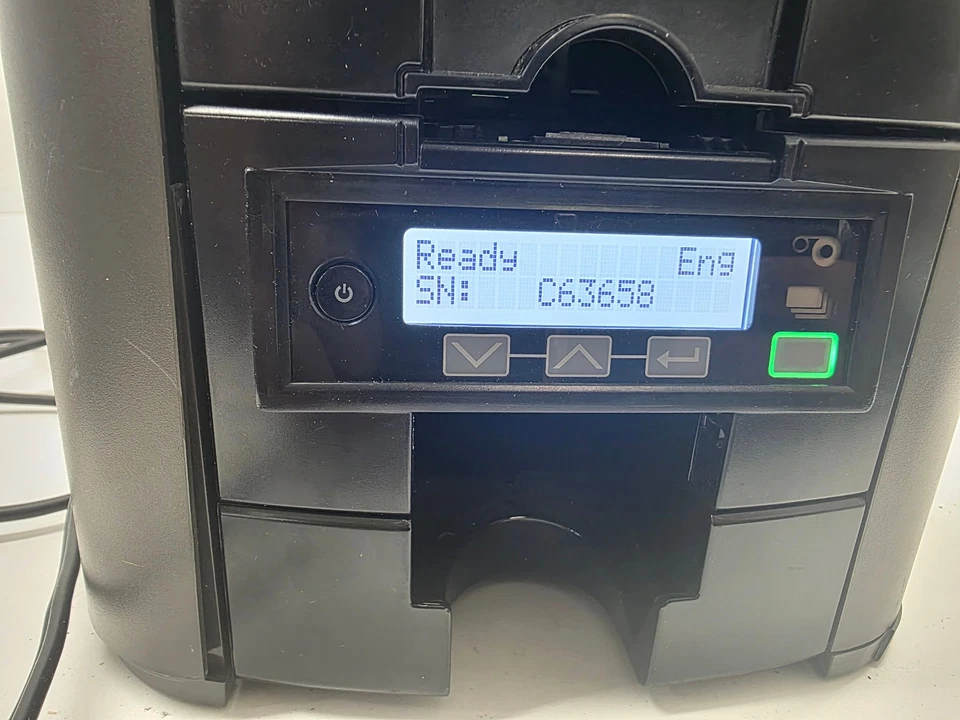 Ready Eng
SN: C63658